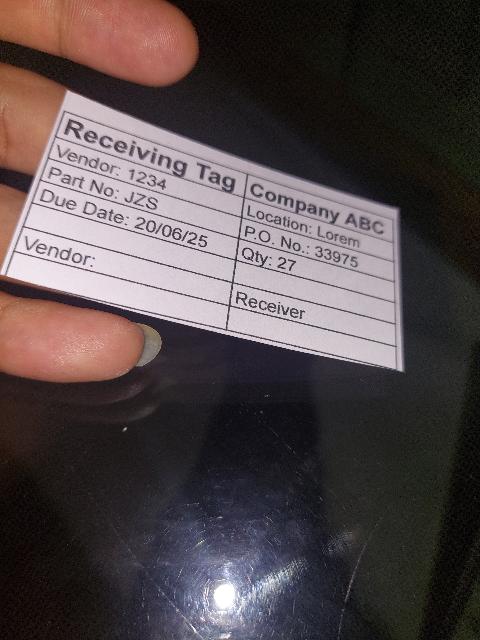 Receiving Tag
Company ABC
Vendor: 1234
Location: Lorem
Part No: JZS
P.O. No.: 33975
Due Date: 20/06/25
Qty: 27
Vendor:
Receiver